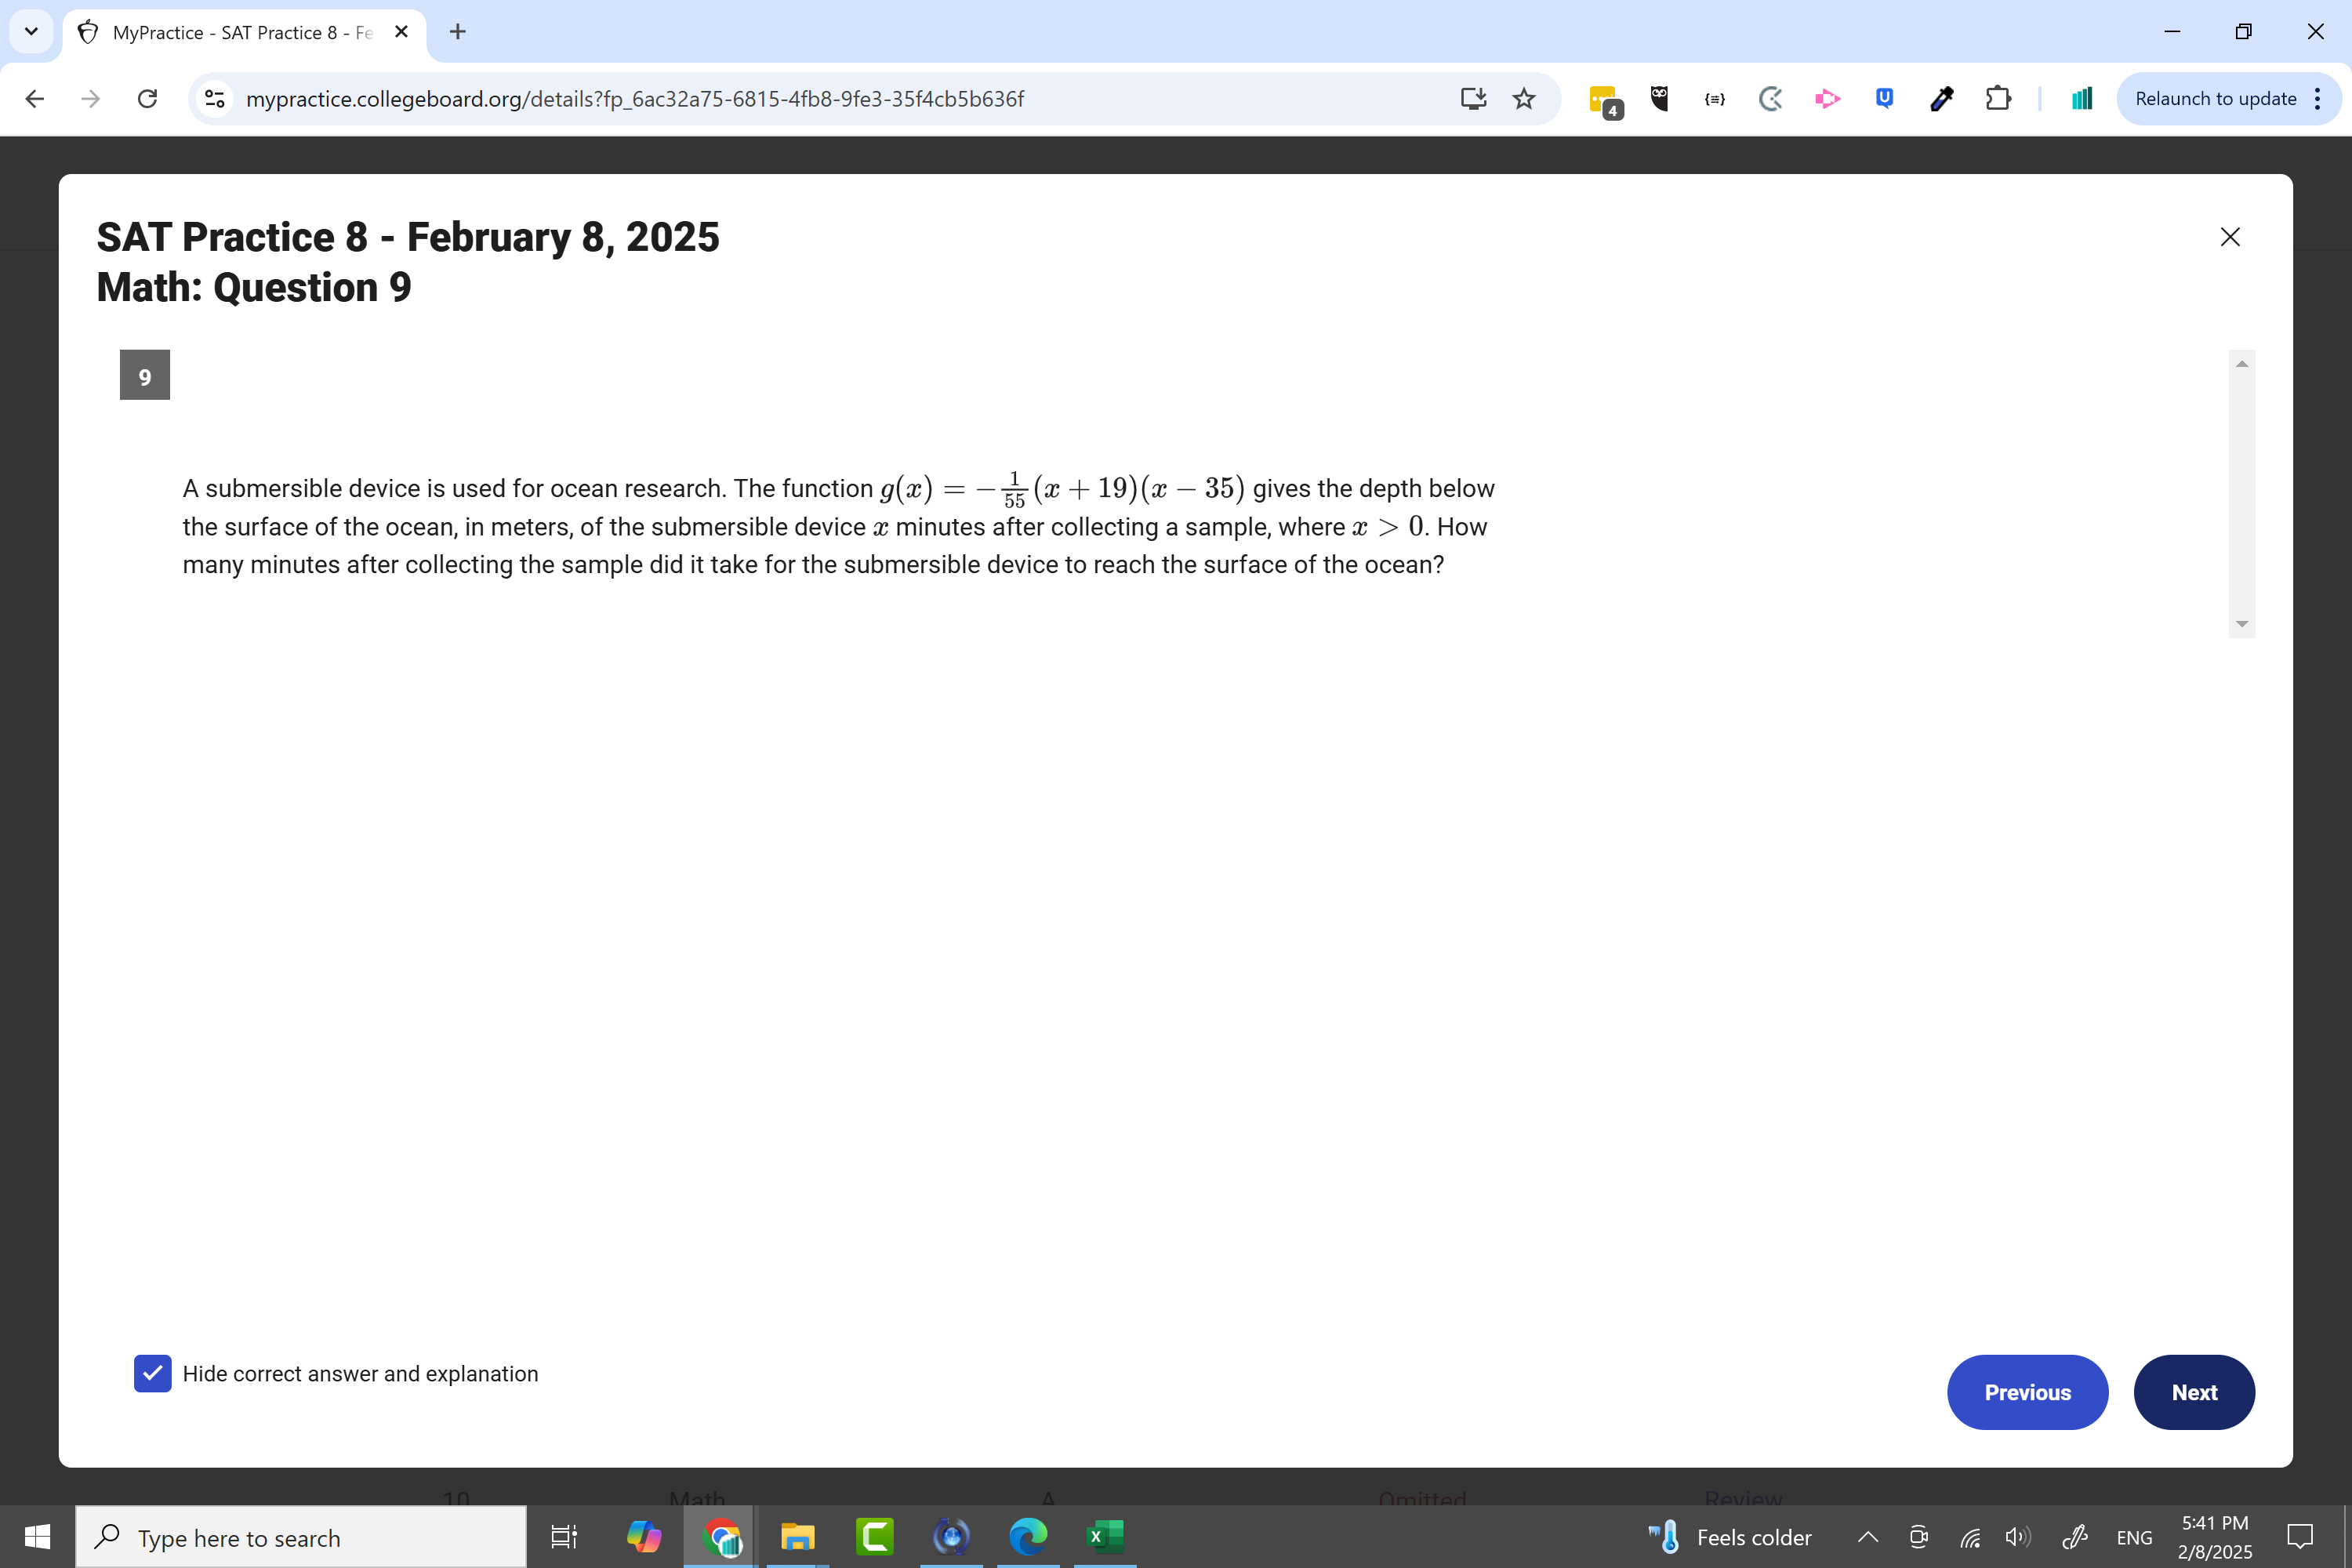 MyPractice - SAT Practice 8 - Fe
mypractice.collegeboard.org/details?fp_6ac32a75-6815-4fb8-9fe3-35f4cb5b636f
4
{≡}
U
Relaunch to update
SAT Practice 8 - February 8, 2025
Math: Question 9
9
A submersible device is used for ocean research. The function g(x) = −1/55(x + 19)(x − 35) gives the depth below
the surface of the ocean, in meters, of the submersible device x minutes after collecting a sample, where x > 0. How
many minutes after collecting the sample did it take for the submersible device to reach the surface of the ocean?
Hide correct answer and explanation
Previous
Next
10 Math A Omitted Review
Type here to search
Feels colder
ENG
5:41 PM
2/8/2025